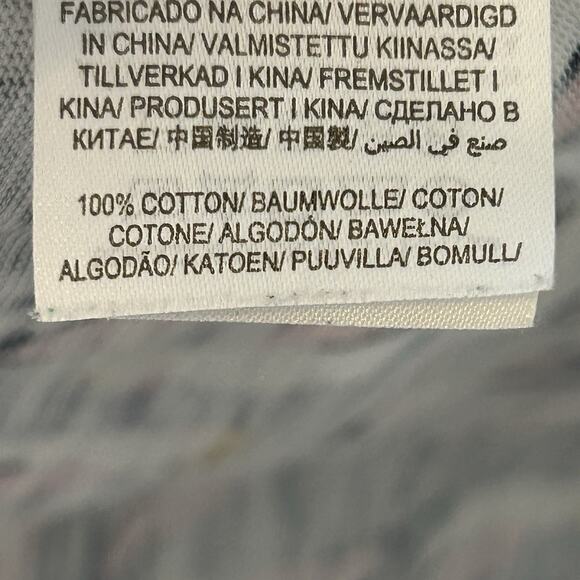 FABRICADO NA CHINA/ VERVAARDIGD
IN CHINA/ VALMISTETTU KIINASSA/
TILLVERKAD I KINA/ FREMSTILLET I
KINA/ PRODUSERT I KINA/ СДЕЛАНО В
КИТАЕ/ 中国制造/ 中國製/ صنع في الصين
100% COTTON/ BAUMWOLLE/ COTON/
COTONE/ ALGODÓN/ BAWEŁNA/
ALGODÃO/ KATOEN/ PUUVILLA/ BOMULL/